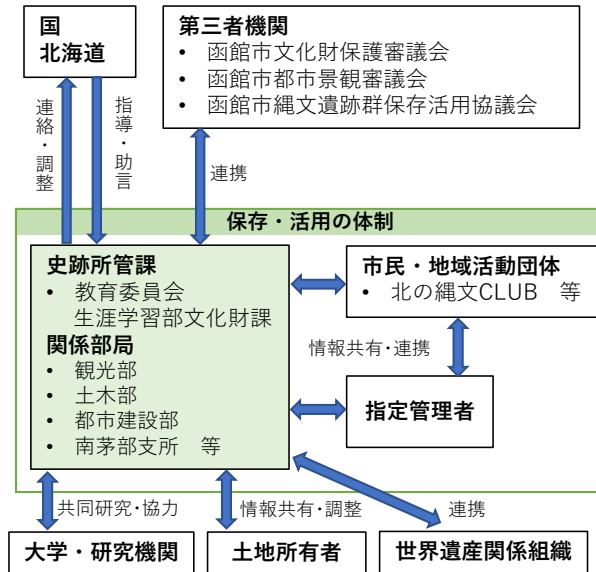 国
北海道
第三者機関
• 函館市文化財保護審議会
• 函館市都市景観審議会
• 函館市縄文遺跡群保存活用協議会
連絡・調整
指導・助言
連携
保存・活用の体制
史跡所管課
• 教育委員会
生涯学習部文化財課
関係部局
• 観光部
• 土木部
• 都市建設部
• 南茅部支所 等
市民・地域活動団体
• 北の縄文CLUB 等
情報共有・連携
指定管理者
共同研究・協力
情報共有・調整
連携
大学・研究機関
土地所有者
世界遺産関係組織